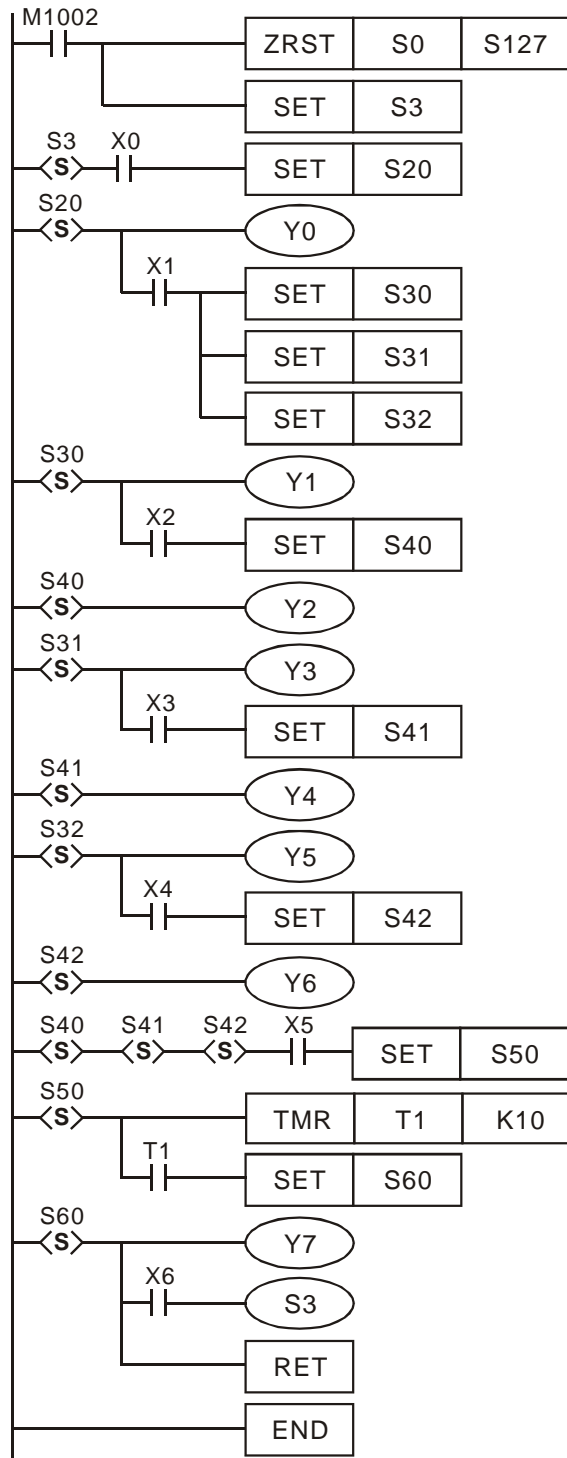 M1002
ZRST S0 S127
SET S3
S3 X0
S SET S20
S20
S Y0
X1
SET S30
SET S31
SET S32
S30
S Y1
X2
SET S40
S40
S Y2
S31
S Y3
X3
SET S41
S41
S Y4
S32
S Y5
X4
SET S42
S42
S Y6
S40 S41 S42 X5
S S S SET S50
S50
S TMR T1 K10
T1
SET S60
S60
S Y7
X6
S3
RET
END